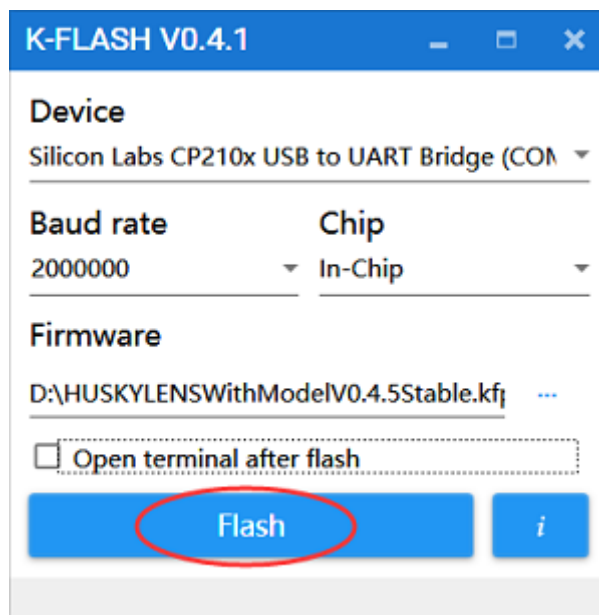 K-FLASH V0.4.1
Device
Silicon Labs CP210x USB to UART Bridge (CO
Baud rate
Chip
2000000
In-Chip
Firmware
D:\HUSKYLENSWithModelV0.4.5Stable.kf
...
Open terminal after flash
Flash
i